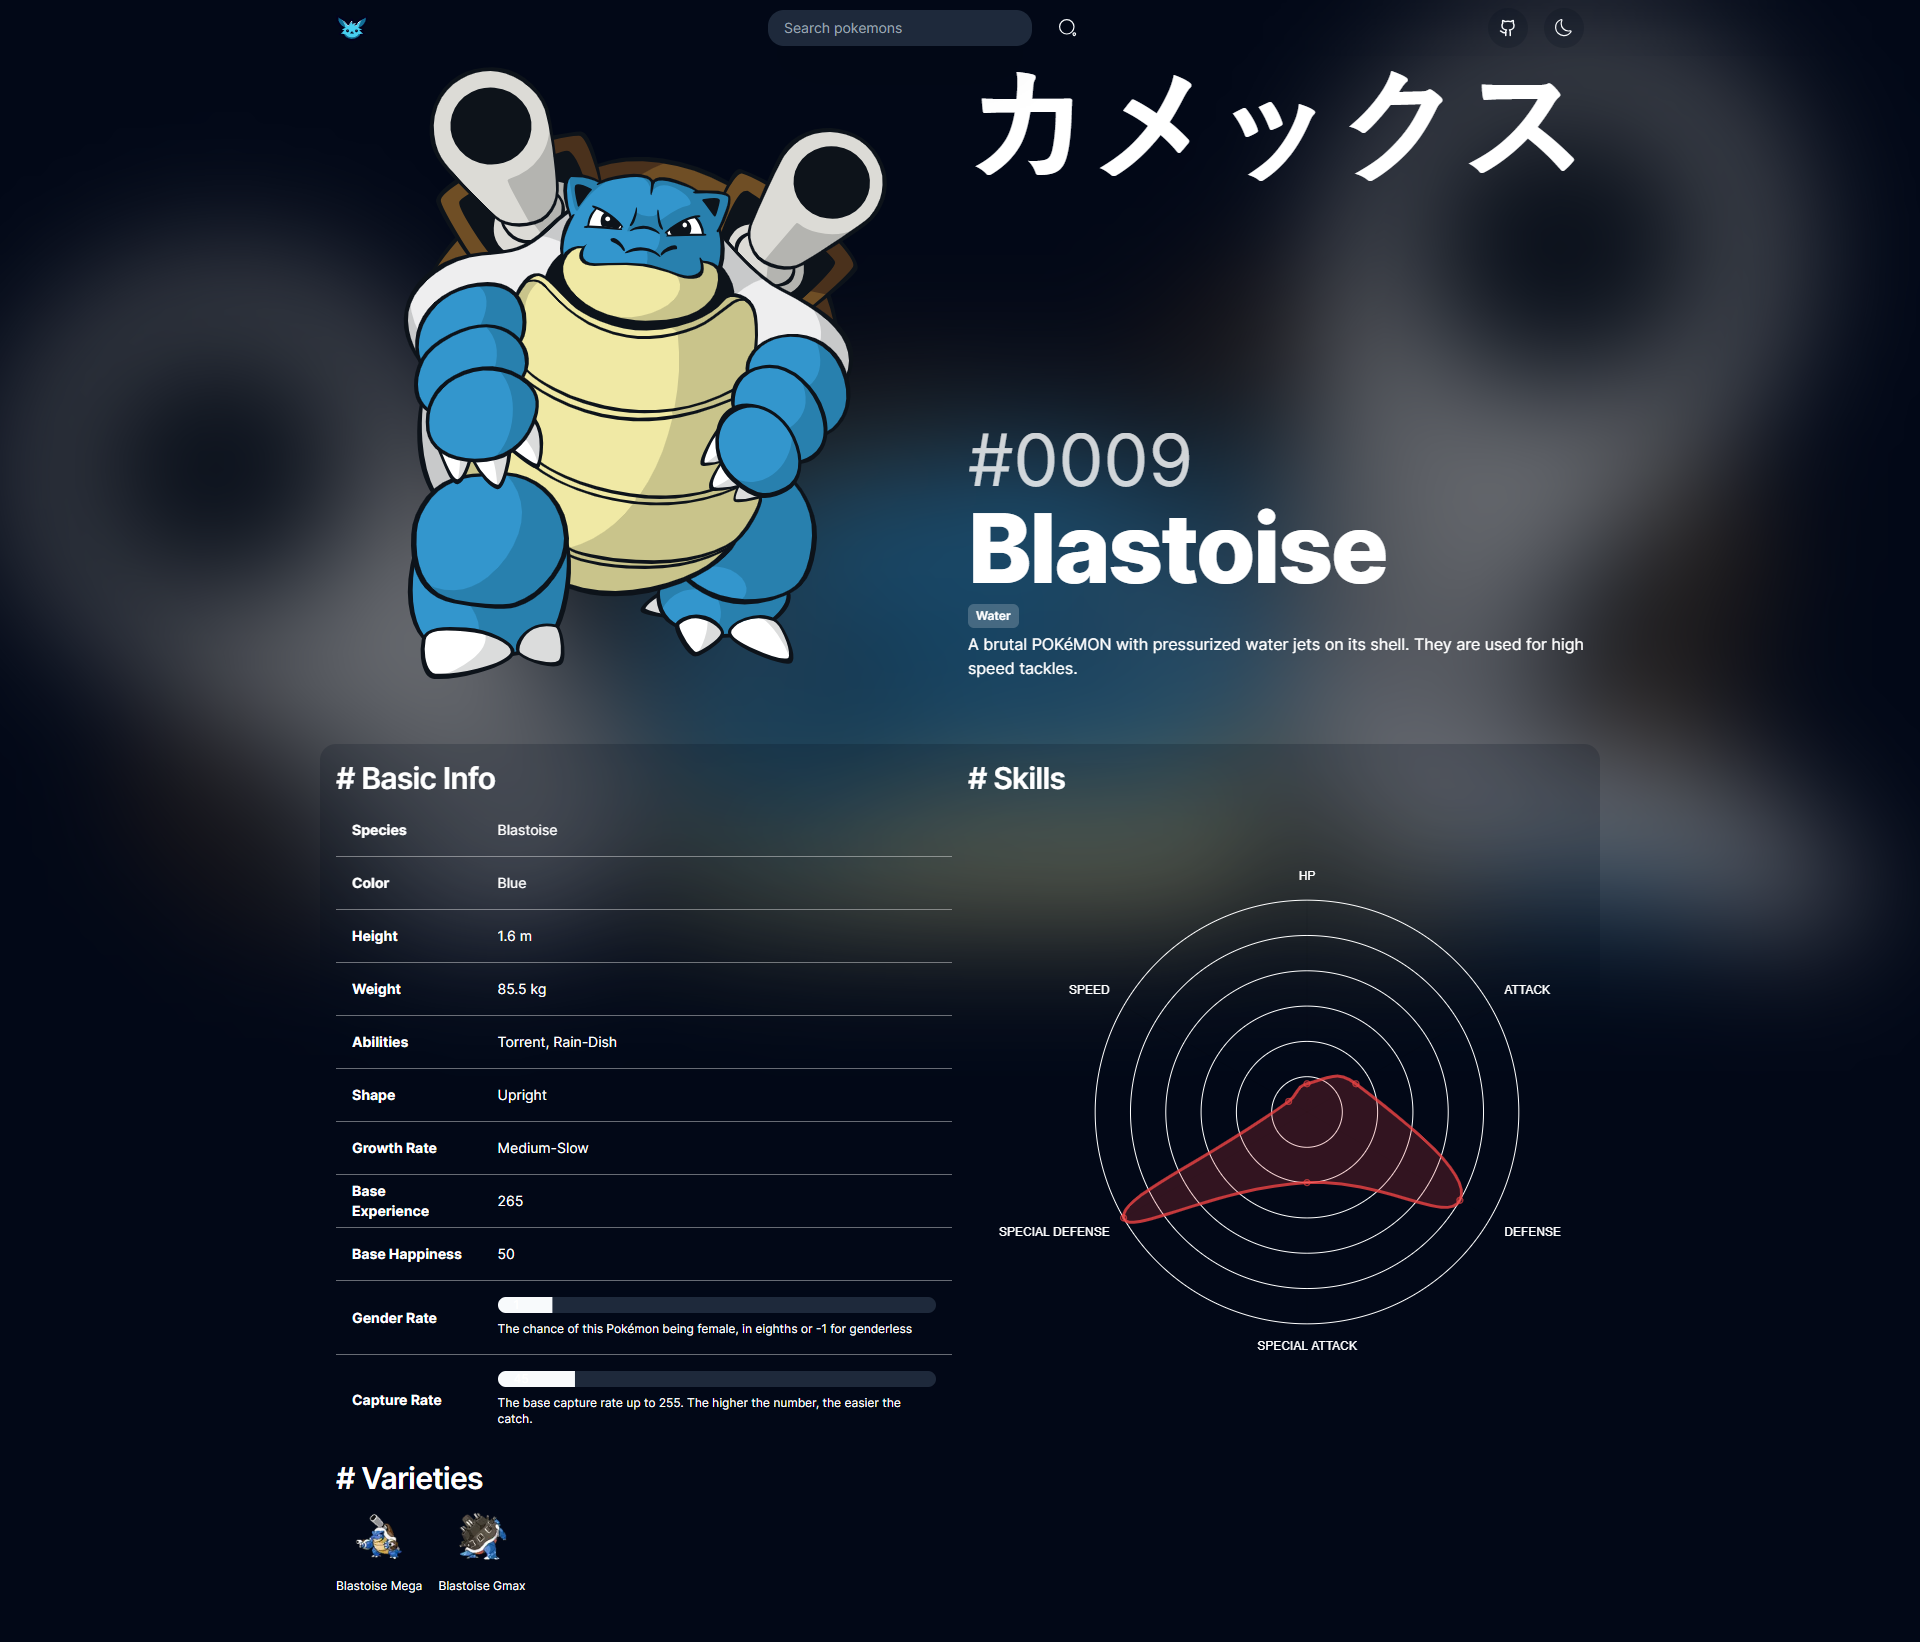 Search pokemons
カメックス
#0009
Blastoise
Water
A brutal POKéMON with pressurized water jets on its shell. They are used for high
speed tackles.
# Basic Info
Species Blastoise
Color Blue
Height 1.6 m
Weight 85.5 kg
Abilities Torrent, Rain-Dish
Shape Upright
Growth Rate Medium-Slow
Base
Experience 265
Base Happiness 50
Gender Rate
The chance of this Pokémon being female, in eighths or -1 for genderless
Capture Rate
The base capture rate up to 255. The higher the number, the easier the
catch.
# Skills
HP
SPEED
ATTACK
SPECIAL DEFENSE
DEFENSE
SPECIAL ATTACK
# Varieties
Blastoise Mega
Blastoise Gmax